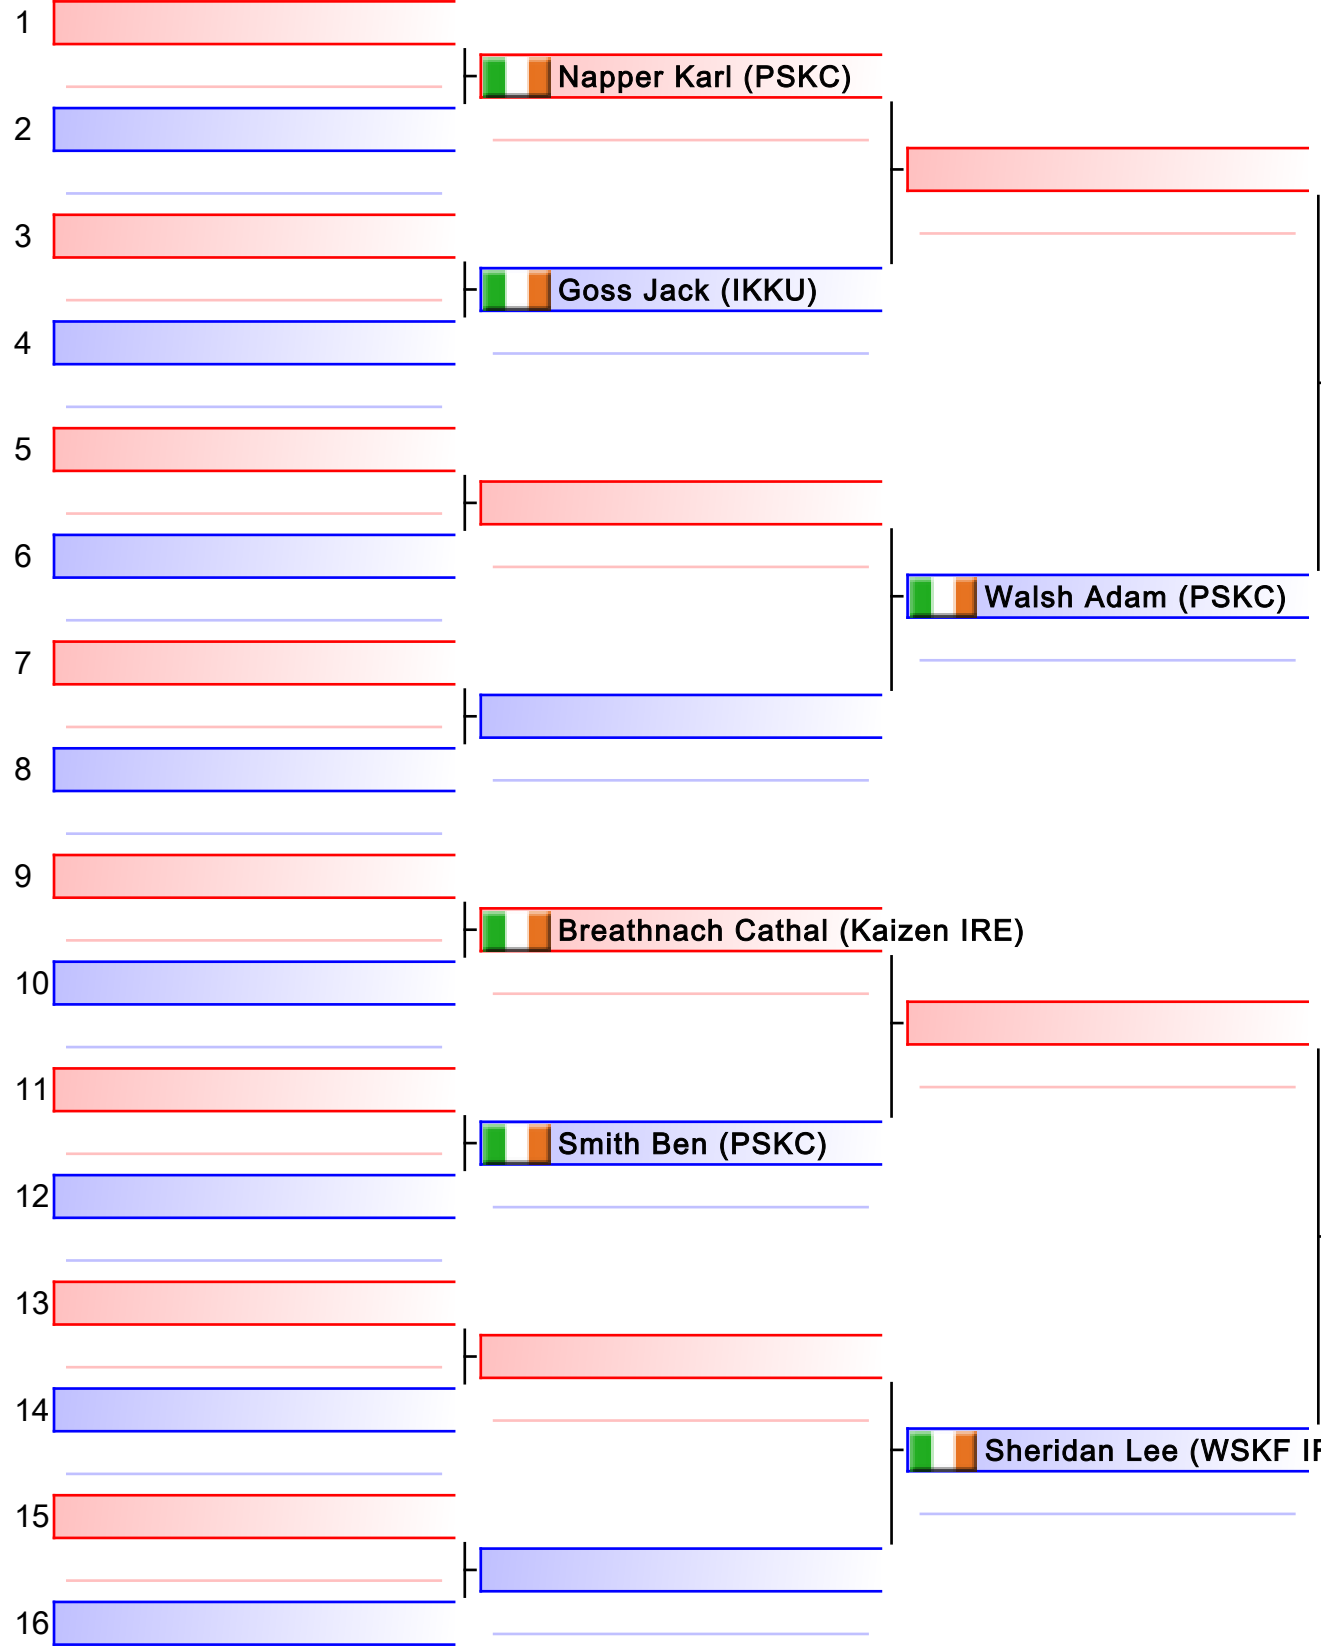 1
Napper Karl (PSKC)
2
3
Goss Jack (IKKU)
4
5
6
Walsh Adam (PSKC)
7
8
9
Breathnach Cathal (Kaizen IRE)
10
11
Smith Ben (PSKC)
12
13
14
Sheridan Lee (WSKF
15
16